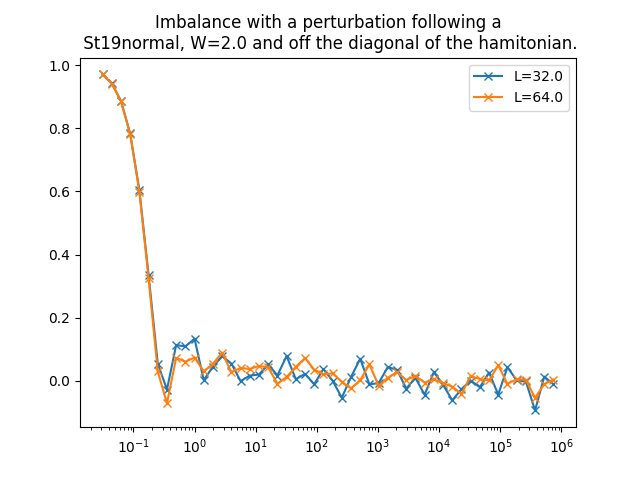 Imbalance with a perturbation following a
St19normal, W=2.0 and off the diagonal of the hamitonian.
L=32.0
L=64.0
1.0
0.8
0.6
0.4
0.2
0.0
10⁻¹ 10⁰ 10¹ 10² 10³ 10⁴ 10⁵ 10⁶